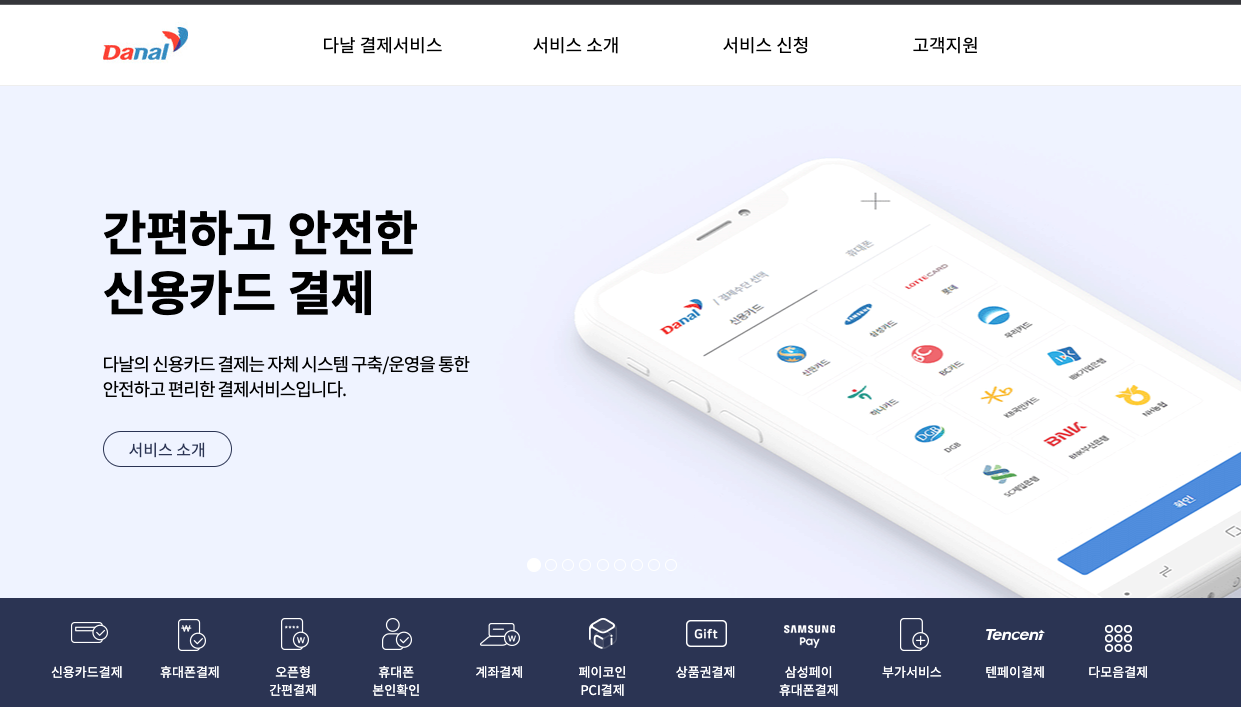 Danal
다날 결제서비스
서비스 소개
서비스 신청
고객지원
간편하고 안전한
신용카드 결제
다날의 신용카드 결제는 자체 시스템 구축/운영을 통한
안전하고 편리한 결제서비스입니다.
서비스 소개
Danal / 결제수단 선택
신용카드
휴대폰
신한카드
삼성카드
LOTTECARD
롯데
하나카드
BC카드
우리카드
DGB
DGB
KB국민카드
IBK기업은행
SC제일은행
BNK
BNK부산은행
NH농협
확인
신용카드결제
휴대폰결제
오픈형
간편결제
휴대폰
본인확인
계좌결제
페이코인
PCI결제
Gift
상품권결제
SAMSUNG
Pay
삼성페이
휴대폰결제
부가서비스
Tencent
텐페이결제
다모음결제